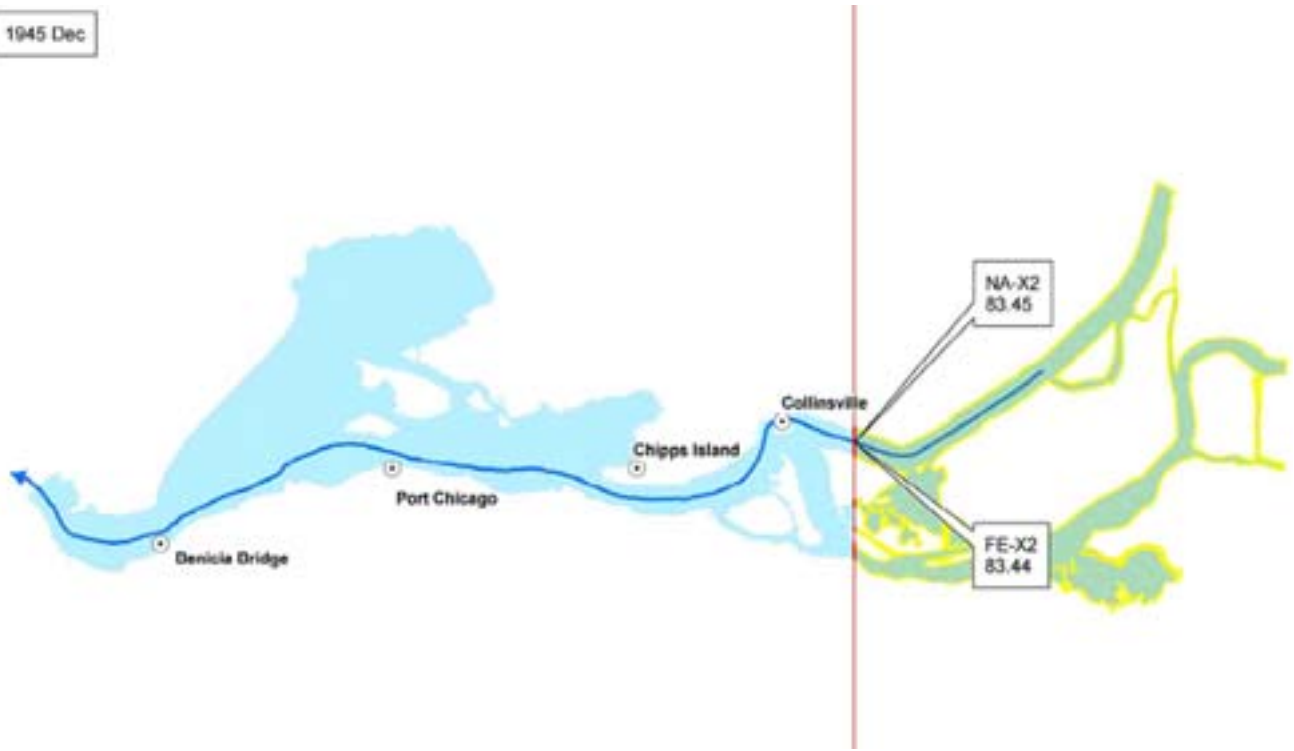 1945 Dec
NA-X2
83.45
Collinsville
Chipps Island
Port Chicago
Benicia Bridge
FE-X2
83.44